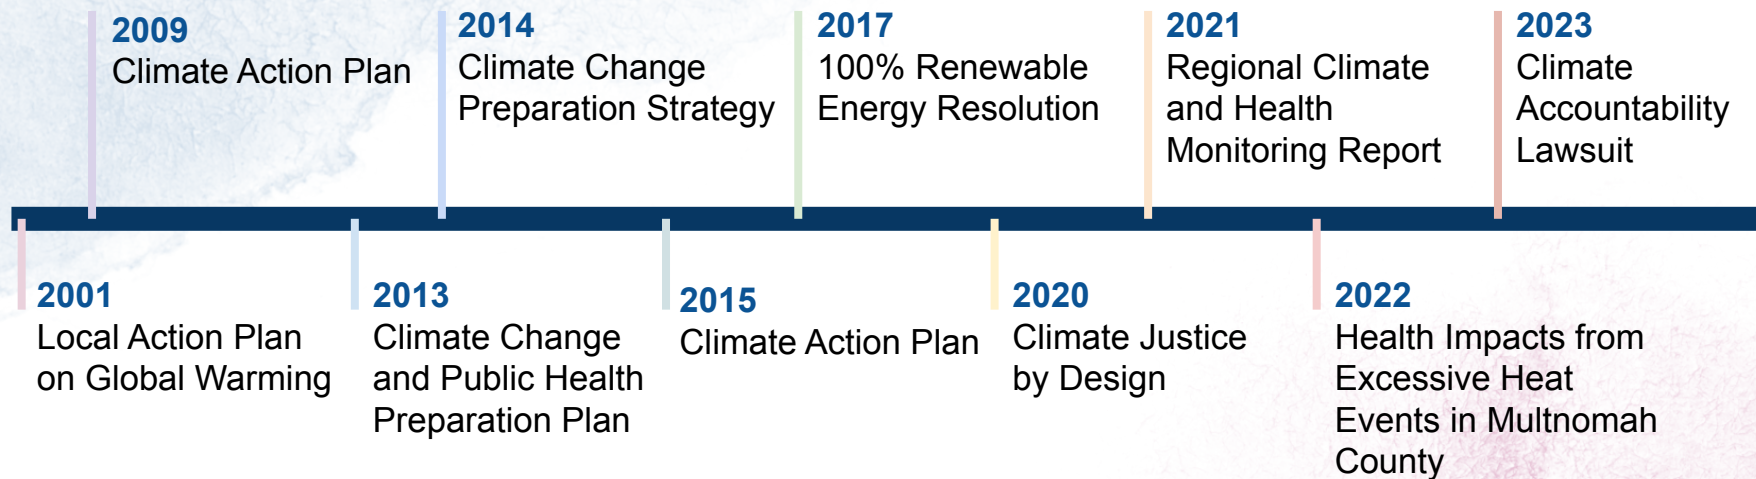 2009
Climate Action Plan
2014
Climate Change
Preparation Strategy
2017
100% Renewable
Energy Resolution
2021
Regional Climate
and Health
Monitoring Report
2023
Climate
Accountability
Lawsuit
2001
Local Action Plan
on Global Warming
2013
Climate Change
and Public Health
Preparation Plan
2015
Climate Action Plan
2020
Climate Justice
by Design
2022
Health Impacts from
Excessive Heat
Events in Multnomah
County